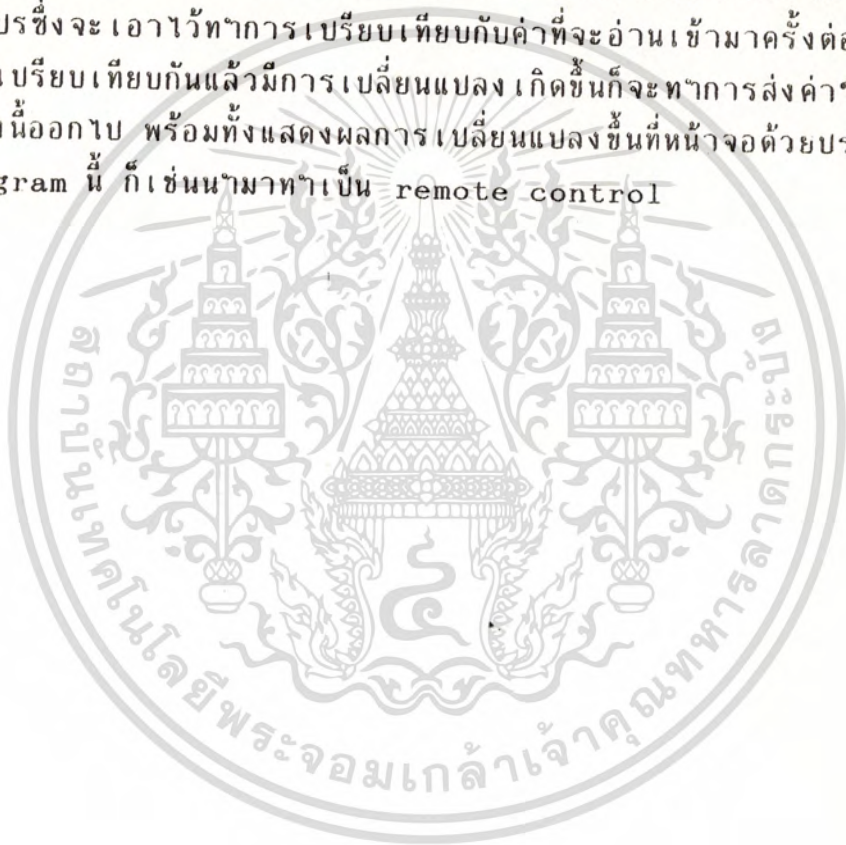 ปรซึ่งจะเอาไว้ทำการเปรียบเทียบกับค่าที่จะอ่านเข้ามาครั้งต่อ
เปรียบเทียบกันแล้วมีการเปลี่ยนแปลงเกิดขึ้นก็จะทำการส่งค่า
นี้ออกไป พร้อมทั้งแสดงผลการเปลี่ยนแปลงขึ้นที่หน้าจอด้วยปร
gram นี้ ก็เช่นนำมาทำเป็น remote control
สถาบันเทคโนโลยีพระจอมเกล้าเจ้าคุณทหารลาดกระบัง